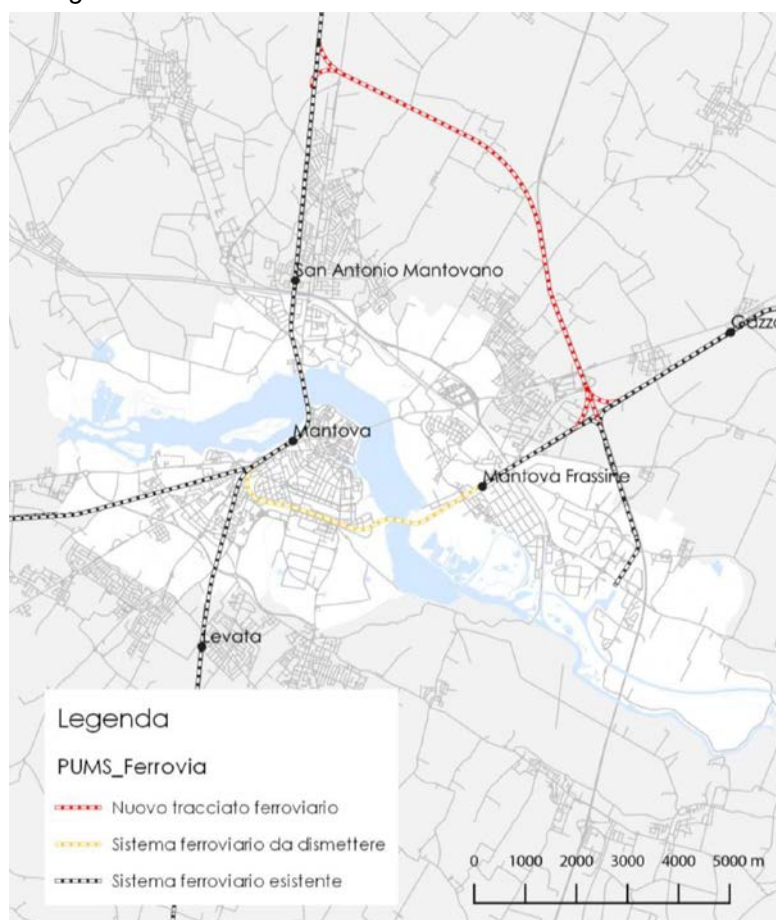 San Antonio Mantovano
Gazzo
Mantova
Mantova Frassine
Levata
Legenda
PUMS_Ferrovia
Nuovo tracciato ferroviario
Sistema ferroviario da dismettere
Sistema ferroviario esistente
0 1000 2000 3000 4000 5000 m